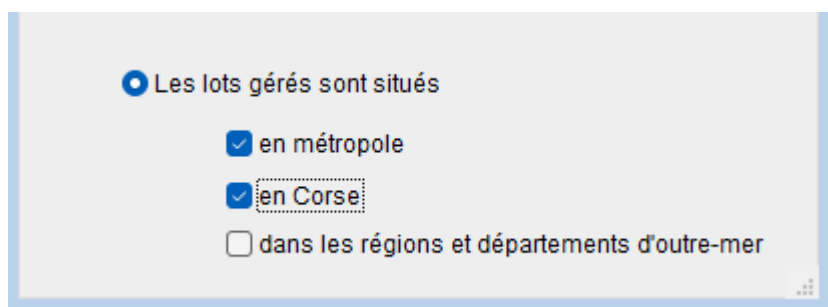 Les lots gérés sont situés
en métropole
en Corse
dans les régions et départements d'outre-mer